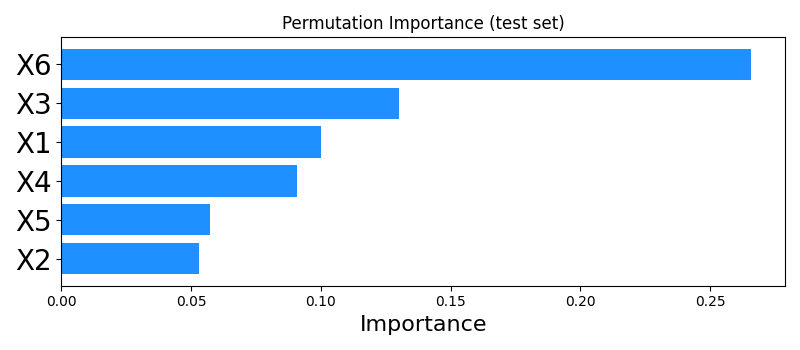 Permutation Importance (test set)
X6
X3
X1
X4
X5
X2
0.00 0.05 0.10 0.15 0.20 0.25
Importance